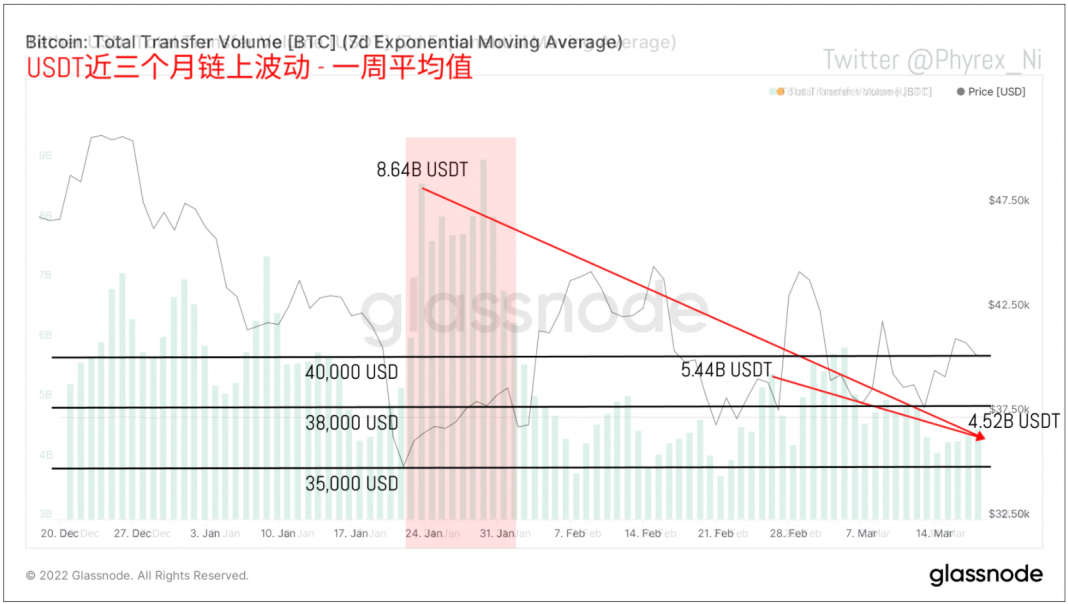 Bitcoin: Total Transfer Volume [BTC] (7d Exponential Moving Average)
USDT近三个月链上波动 - 一周平均值
Twitter @Phyrex_Ni
Price [USD]
9B
8.64B USDT
8B
$47.50k
7B
$42.50k
glassnode
6B
40,000 USD
5.44B USDT
5B
$37.50k
38,000 USD
4.52B USDT
4B
35,000 USD
3B
$32.50k
20. Dec 27. Dec 3. Jan 10. Jan 17. Jan 24. Jan 31. Jan 7. Feb 14. Feb 21. Feb 28. Feb 7. Mar 14. Mar
© 2022 Glassnode. All Rights Reserved.
glassnode